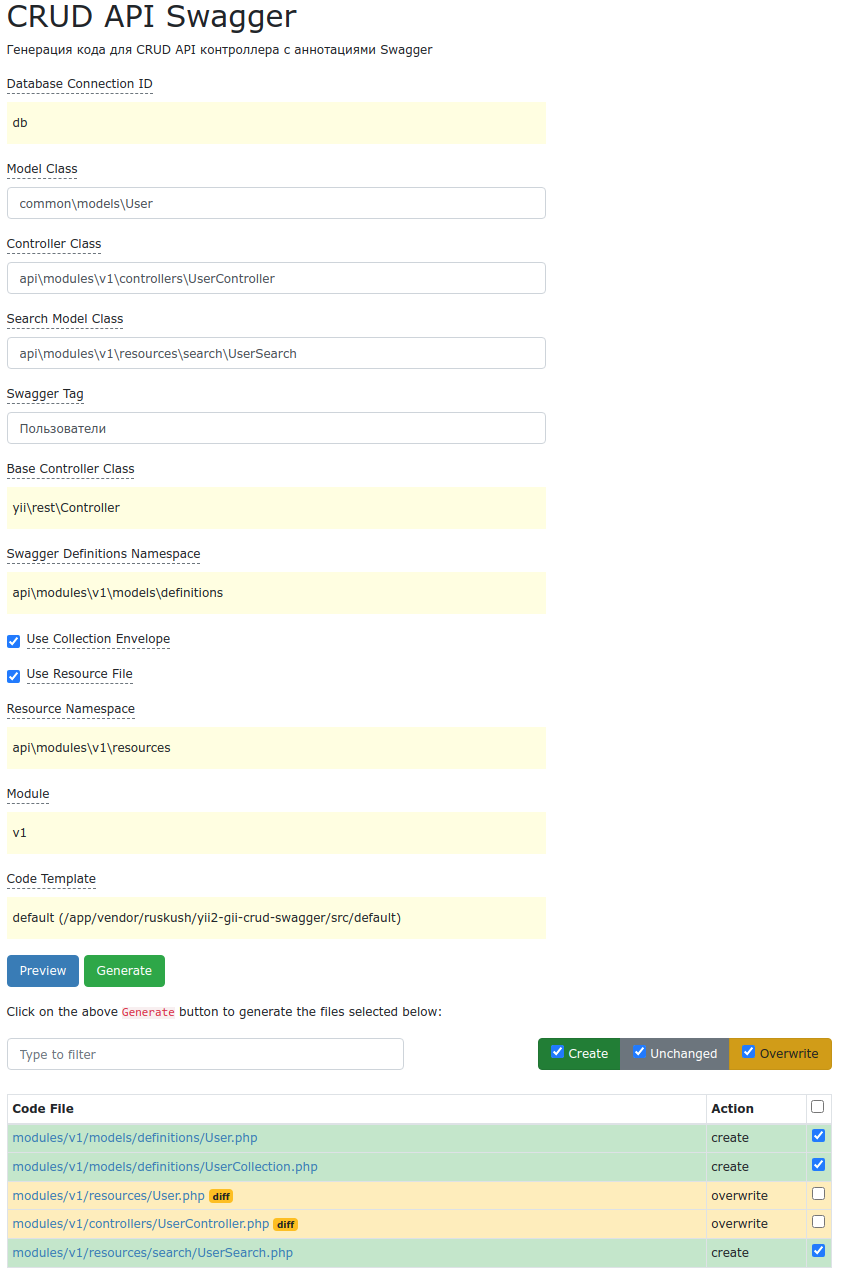 CRUD API Swagger
Генерация кода для CRUD API контроллера с аннотациями Swagger
Database Connection ID
db
Model Class
common\models\User
Controller Class
api\modules\v1\controllers\UserController
Search Model Class
api\modules\v1\resources\search\UserSearch
Swagger Tag
Пользователи
Base Controller Class
yii\rest\Controller
Swagger Definitions Namespace
api\modules\v1\models\definitions
Use Collection Envelope
Use Resource File
Resource Namespace
api\modules\v1\resources
Module
v1
Code Template
default (/app/vendor/ruskush/yii2-gii-crud-swagger/src/default)
Preview Generate
Click on the above Generate button to generate the files selected below:
Type to filter Create Unchanged Overwrite
Code File Action
modules/v1/models/definitions/User.php create
modules/v1/models/definitions/UserCollection.php create
modules/v1/resources/User.php diff overwrite
modules/v1/controllers/UserController.php diff overwrite
modules/v1/resources/search/UserSearch.php create